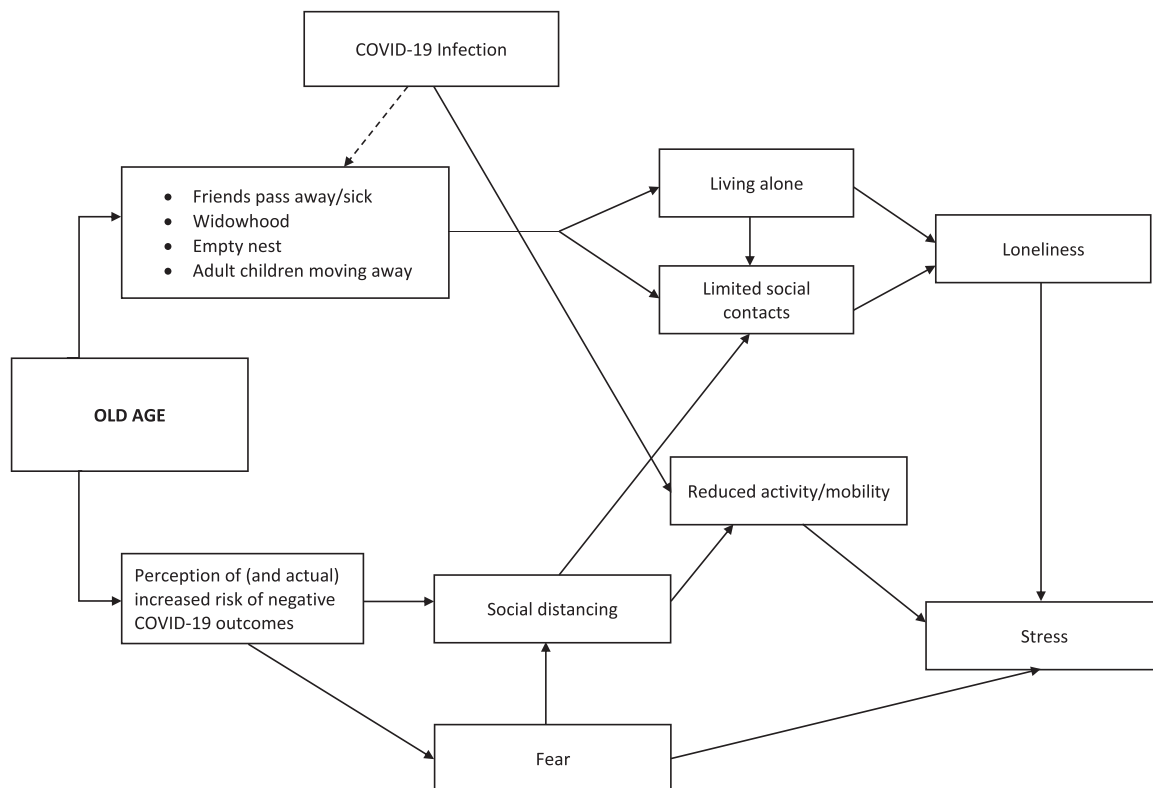 COVID-19 Infection
• Friends pass away/sick
• Widowhood
• Empty nest
• Adult children moving away
Living alone
Limited social
contacts
Loneliness
OLD AGE
Reduced activity/mobility
Perception of (and actual)
increased risk of negative
COVID-19 outcomes
Social distancing
Stress
Fear